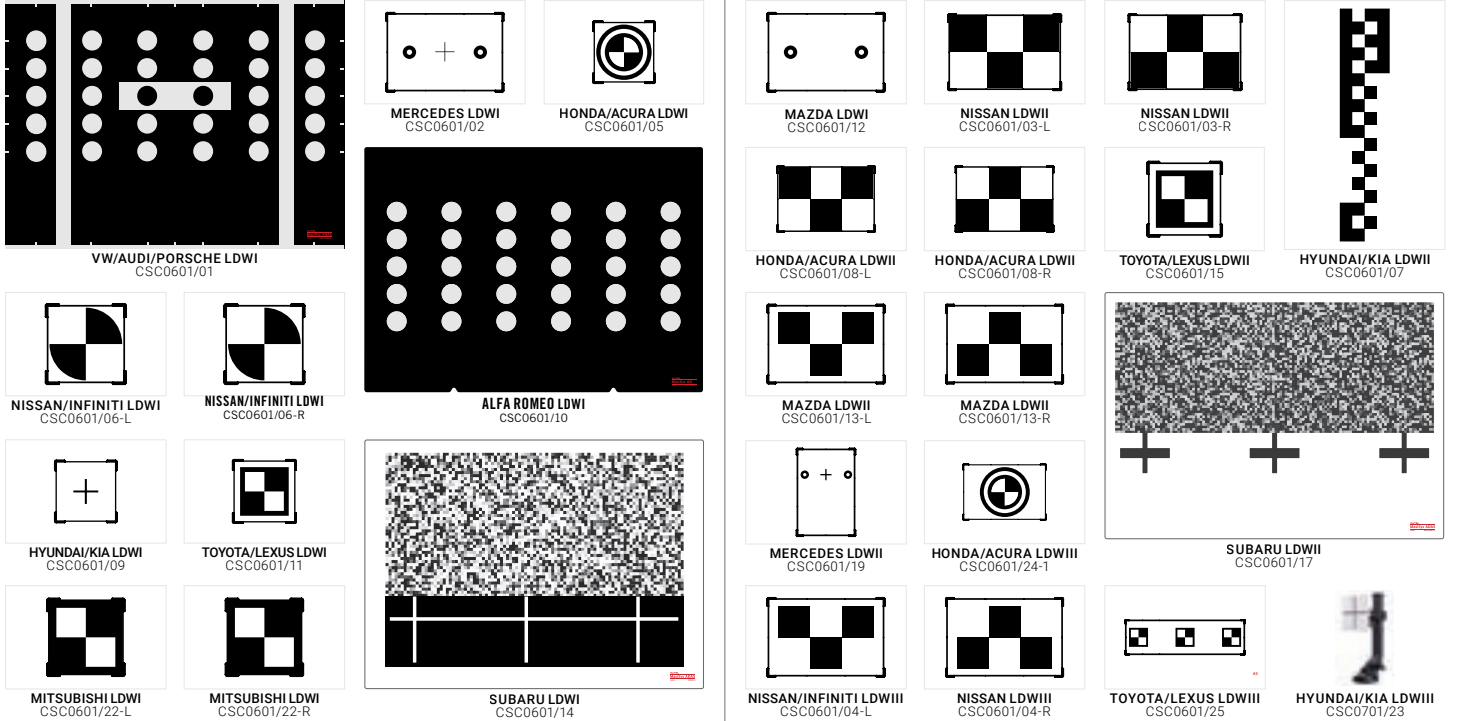 VW/AUDI/PORSCHE LDWI
CSC0601/01
MERCEDES LDWI
CSC0601/02
HONDA/ACURA LDWI
CSC0601/05
NISSAN/INFINITI LDWI
CSC0601/06-L
NISSAN/INFINITI LDWI
CSC0601/06-R
ALFA ROMEO LDWI
CSC0601/10
HYUNDAI/KIA LDWI
CSC0601/09
TOYOTA/LEXUS LDWI
CSC0601/11
MITSUBISHI LDWI
CSC0601/22-L
MITSUBISHI LDWI
CSC0601/22-R
SUBARU LDWI
CSC0601/14
MAZDA LDWI
CSC0601/12
NISSAN LDWII
CSC0601/03-L
NISSAN LDWII
CSC0601/03-R
HONDA/ACURA LDWII
CSC0601/08-L
HONDA/ACURA LDWII
CSC0601/08-R
TOYOTA/LEXUS LDWII
CSC0601/15
HYUNDAI/KIA LDWII
CSC0601/07
MAZDA LDWII
CSC0601/13-L
MAZDA LDWII
CSC0601/13-R
MERCEDES LDWII
CSC0601/19
HONDA/ACURA LDWIII
CSC0601/24-1
SUBARU LDWII
CSC0601/17
NISSAN/INFINITI LDWIII
CSC0601/04-L
NISSAN LDWIII
CSC0601/04-R
TOYOTA/LEXUS LDWIII
CSC0601/25
HYUNDAI/KIA LDWIII
CSC0701/23